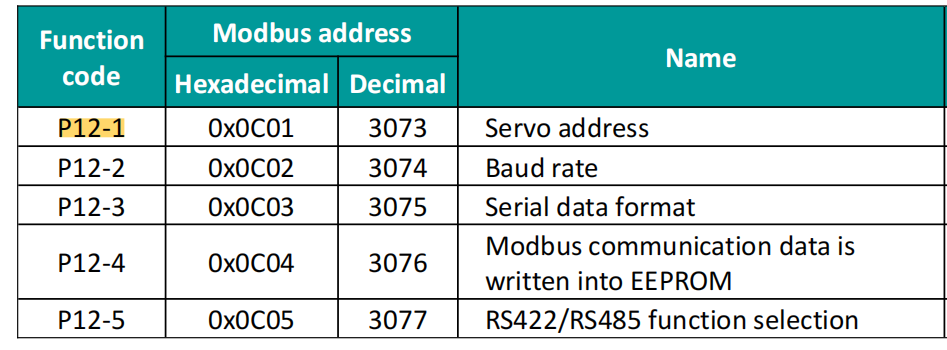 Function code Modbus address Name
Hexadecimal Decimal
P12-1 0x0C01 3073 Servo address
P12-2 0x0C02 3074 Baud rate
P12-3 0x0C03 3075 Serial data format
P12-4 0x0C04 3076 Modbus communication data is
written into EEPROM
P12-5 0x0C05 3077 RS422/RS485 function selection